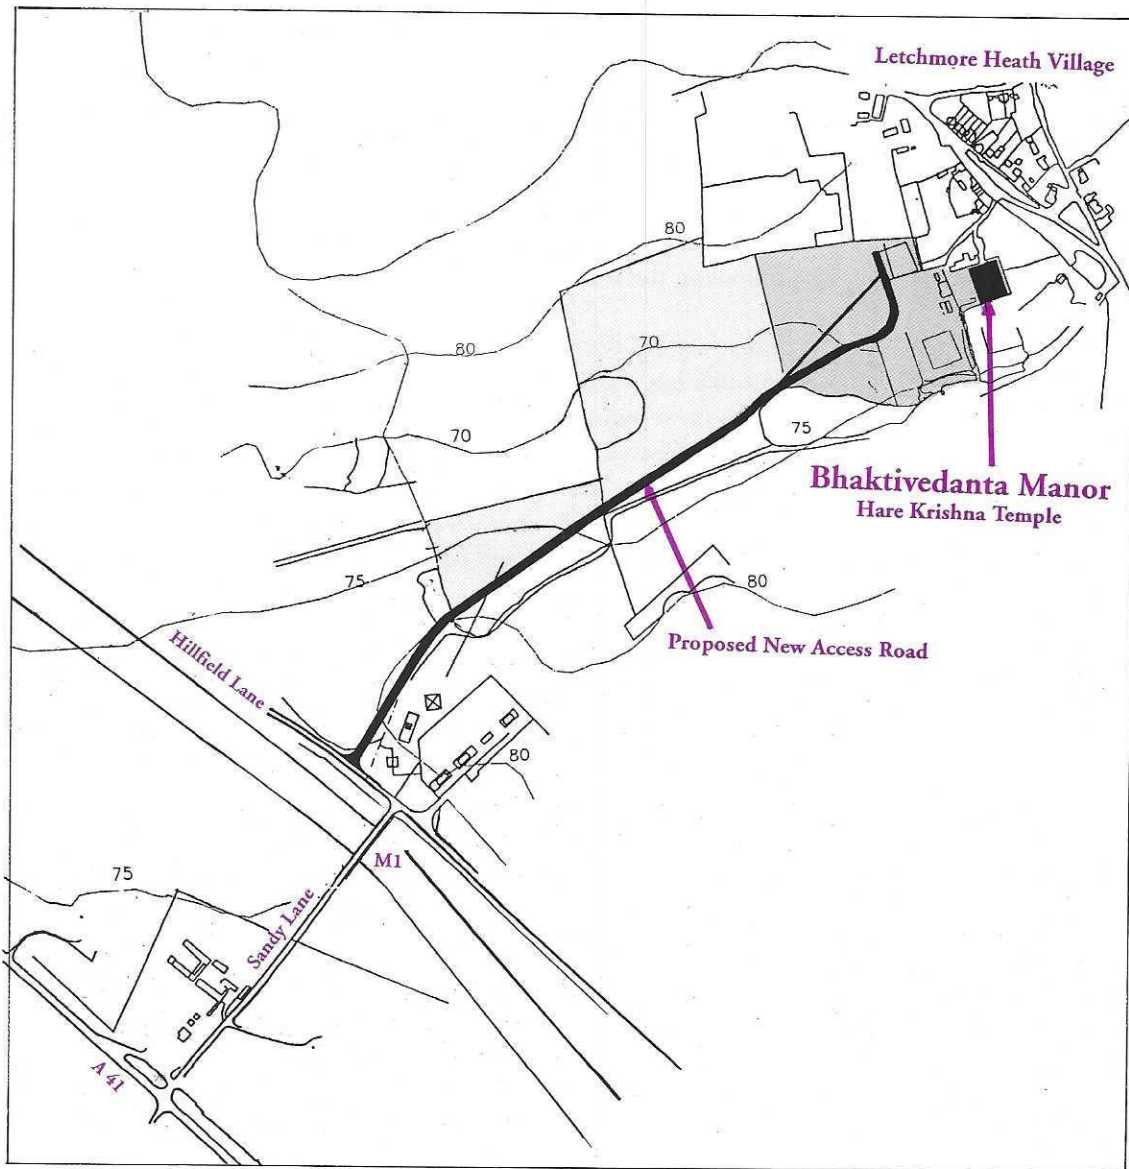 Letchmore Heath Village
80
80
70
70
75
Bhaktivedanta Manor
Hare Krishna Temple
75
80
Proposed New Access Road
Hillfield Lane
80
M1
75
Sandy Lane
A 41